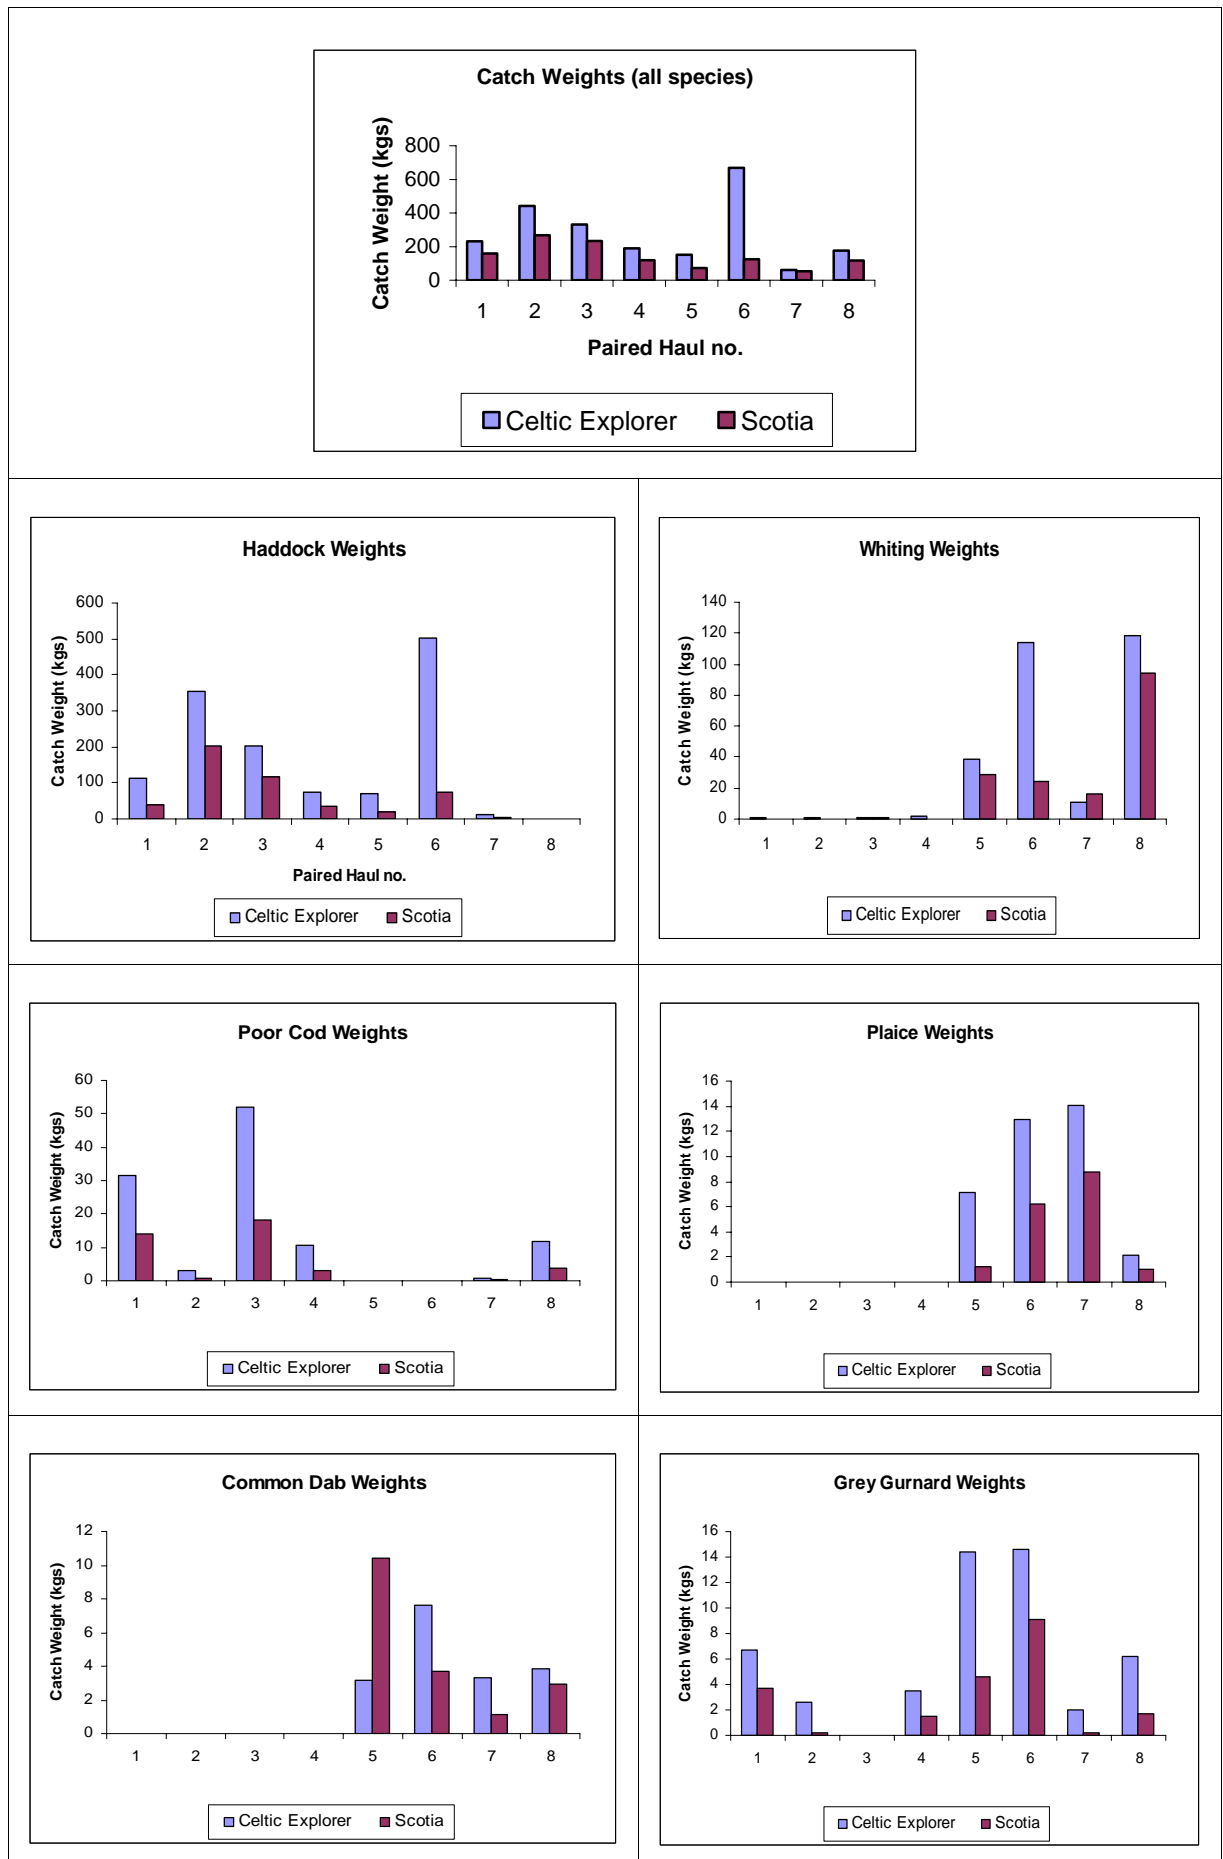 Catch Weights (all species)
Catch Weight (kgs)
800
600
400
200
0
1 2 3 4 5 6 7 8
Paired Haul no.
Celtic Explorer Scotia
Haddock Weights
Catch Weight (kgs)
600
500
400
300
200
100
0
1 2 3 4 5 6 7 8
Paired Haul no.
Celtic Explorer Scotia
Whiting Weights
Catch Weight (kgs)
140
120
100
80
60
40
20
0
1 2 3 4 5 6 7 8
Celtic Explorer Scotia
Poor Cod Weights
Catch Weight (kgs)
60
50
40
30
20
10
0
1 2 3 4 5 6 7 8
Celtic Explorer Scotia
Plaice Weights
Catch Weight (kgs)
16
14
12
10
8
6
4
2
0
1 2 3 4 5 6 7 8
Celtic Explorer Scotia
Common Dab Weights
Catch Weight (kgs)
12
10
8
6
4
2
0
1 2 3 4 5 6 7 8
Celtic Explorer Scotia
Grey Gurnard Weights
Catch Weight (kgs)
16
14
12
10
8
6
4
2
0
1 2 3 4 5 6 7 8
Celtic Explorer Scotia